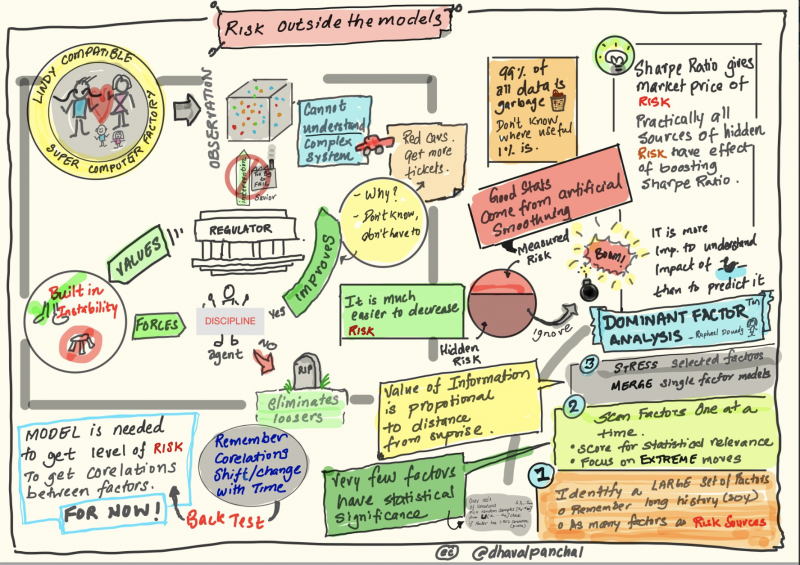 RISK OUTSIDE THE MODELS
LINDY COMPATIBLE
SUPER COMPUTER FACTORY
OBSERVATION
Cannot
understand
Complex
System
Red Cars.
get more
tickets.
99% of
all data is
garbage
Don't know
where useful
1% is.
Sharpe Ratio gives
market price of
RISK
Practically all
sources of hidden
RISK have effect
of boosting
Sharpe Ratio.
intervention
to
FAIL
REGULATOR
- Why?
- Don't know,
don't have to
improves
Good Stats
Come from artificial
Smoothning
Measured
Risk
BOOM!
IT is more
imp. to understand
impact of
than to predict it
VALUES
Built in
Instability
FORCES
DISCIPLINE
agent
yes
NO
It is much
easier to decrease
RISK
Hidden
Risk
Ignore
DOMINANT FACTOR
ANALYSIS
TM
- Raphael Douady
RIP
eliminates
loosers
Value of Information
is propotional
to distance
from surprise.
3
STRESS selected factors
MERGE single factor models
2
Scan Factors One at a
time.
• Score for Statistical relevance
• Focus on EXTREME moves
MODEL is needed
to get level of RISK
To get Corelations
between factors.
FOR NOW!
Back Test
Remember
Corelations
Shift/change
with Time
Very few factors
have statistical
significance
1
Identify a LARGE Set of factors
o Remember long history (30y)
o As many factors as Risk Sources
cc @dhavalpanchal